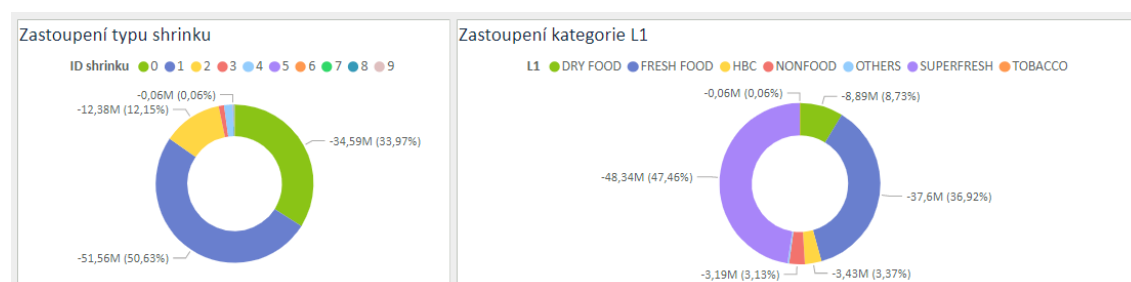 Zastoupení typu shrinku
ID shrinku 0 1 2 3 4 5 6 7 8 9
-0,06M (0,06%)
-12,38M (12,15%)
-34,59M (33,97%)
-51,56M (50,63%)
Zastoupení kategorie L1
L1 DRY FOOD FRESH FOOD HBC NONFOOD OTHERS SUPERFRESH TOBACCO
-0,06M (0,06%)
-8,89M (8,73%)
-48,34M (47,46%)
-37,6M (36,92%)
-3,19M (3,13%)
-3,43M (3,37%)